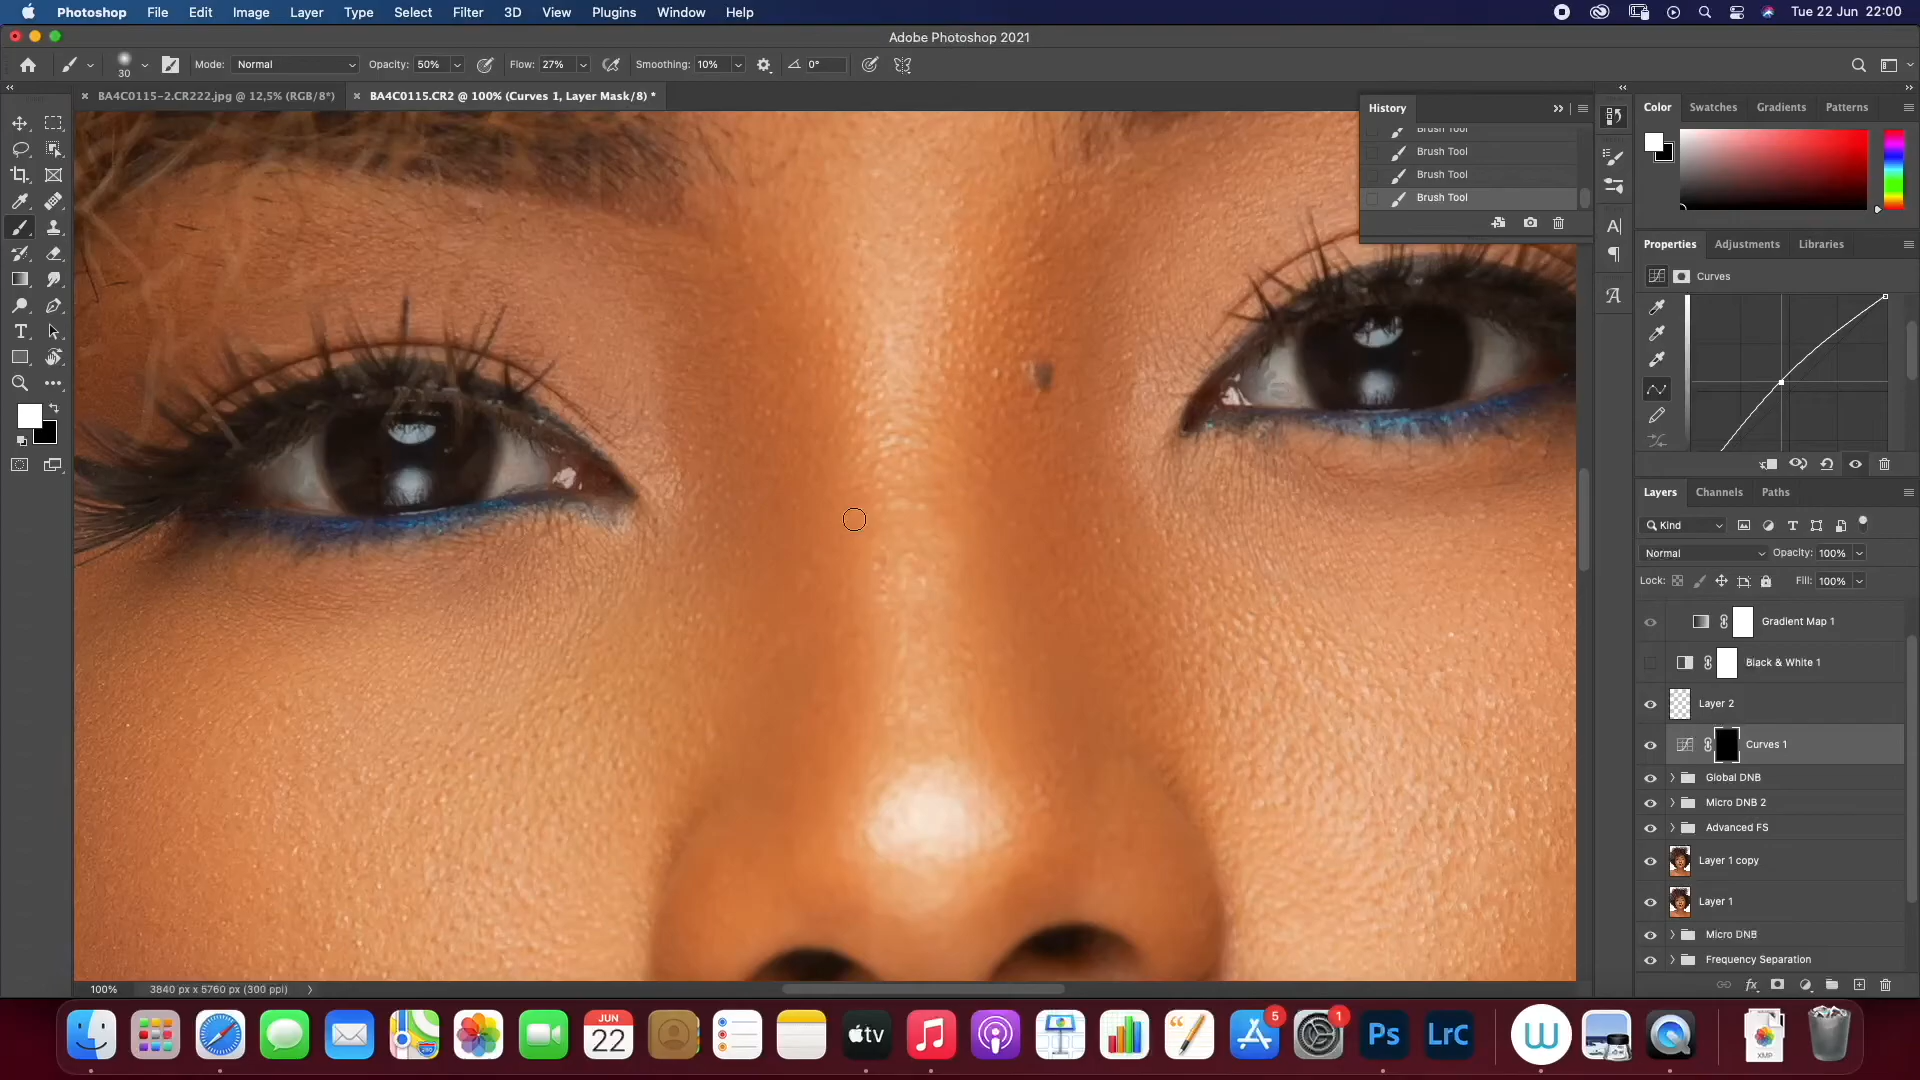 Photoshop File Edit Image Layer Type Select Filter 3D View Plugins Window Help Tue 22 Jun 22:00
Adobe Photoshop 2021
30 Mode: Normal Opacity: 50% Flow: 27% Smoothing: 10% 0°
BA4C0115-2.CR222.jpg @ 12,5% (RGB/8*) BA4C0115.CR2 @ 100% (Curves 1, Layer Mask/8) *
History
Brush Tool
Brush Tool
Brush Tool
Brush Tool
Color Swatches Gradients Patterns
Properties Adjustments Libraries
Curves
Layers Channels Paths
Kind
Normal Opacity: 100%
Lock: Fill: 100%
Gradient Map 1
Black & White 1
Layer 2
Curves 1
Global DNB
Micro DNB 2
Advanced FS
Layer 1 copy
Layer 1
Micro DNB
Frequency Separation
100% 3840 px x 5760 px (300 ppi)
JUN
22
280
tv
5
1
Ps
LrC
W
XMP